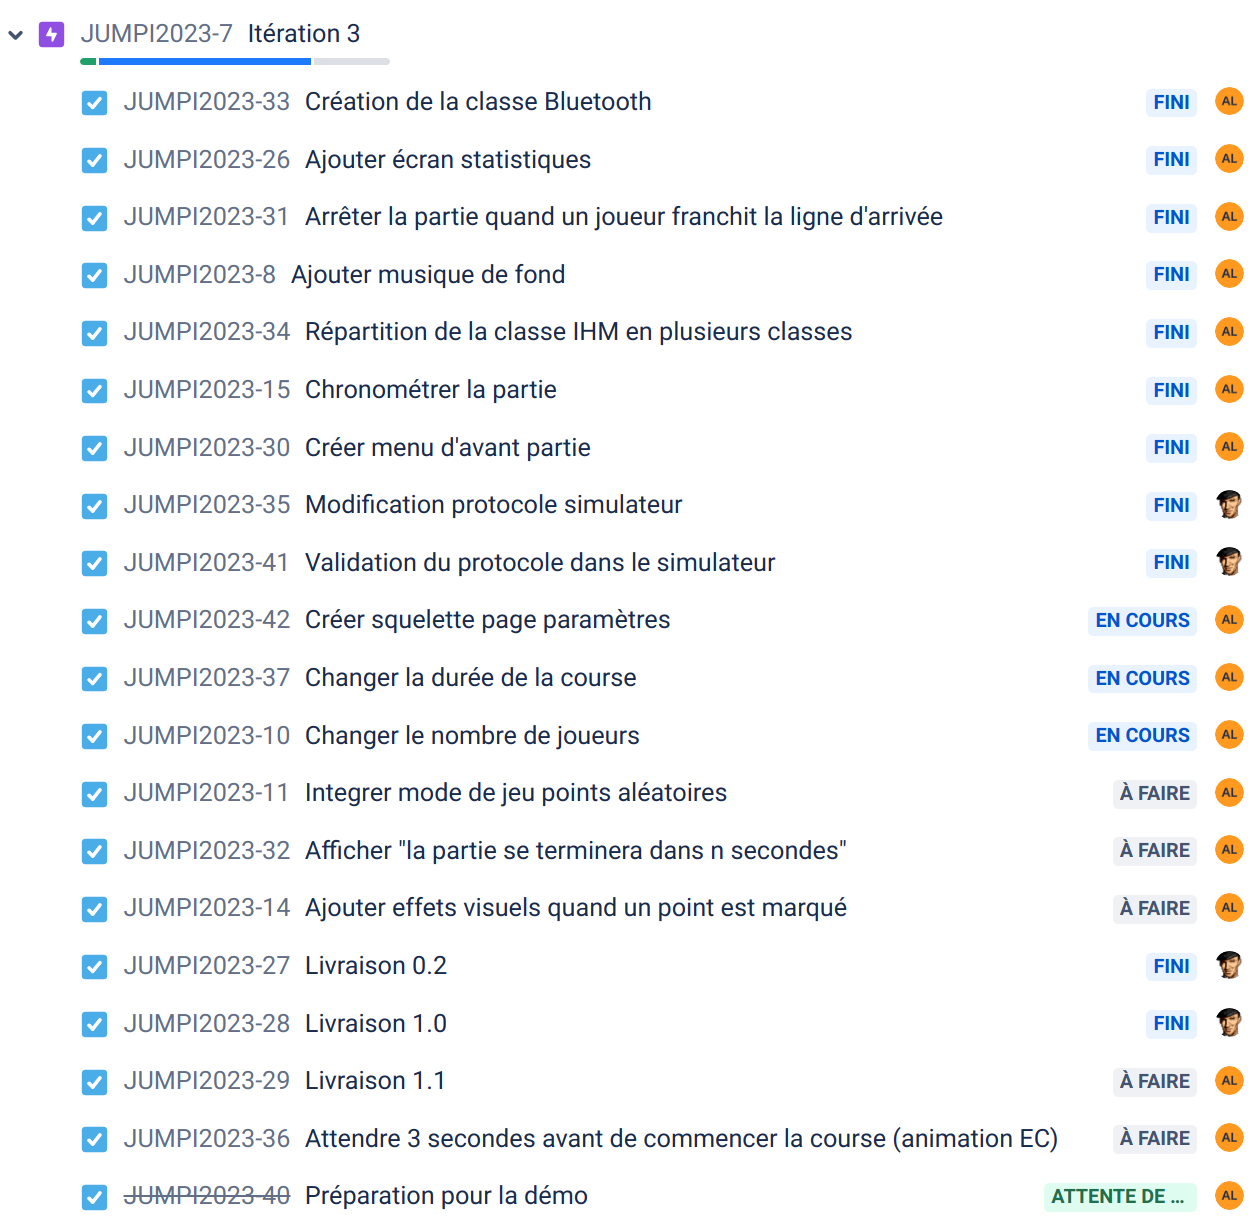 JUMPI2023-7 Itération 3
JUMPI2023-33 Création de la classe Bluetooth FINI AL
JUMPI2023-26 Ajouter écran statistiques FINI AL
JUMPI2023-31 Arrêter la partie quand un joueur franchit la ligne d'arrivée FINI AL
JUMPI2023-8 Ajouter musique de fond FINI AL
JUMPI2023-34 Répartition de la classe IHM en plusieurs classes FINI AL
JUMPI2023-15 Chronométrer la partie FINI AL
JUMPI2023-30 Créer menu d'avant partie FINI AL
JUMPI2023-35 Modification protocole simulateur FINI
JUMPI2023-41 Validation du protocole dans le simulateur FINI
JUMPI2023-42 Créer squelette page paramètres EN COURS AL
JUMPI2023-37 Changer la durée de la course EN COURS AL
JUMPI2023-10 Changer le nombre de joueurs EN COURS AL
JUMPI2023-11 Integrer mode de jeu points aléatoires À FAIRE AL
JUMPI2023-32 Afficher "la partie se terminera dans n secondes" À FAIRE AL
JUMPI2023-14 Ajouter effets visuels quand un point est marqué À FAIRE AL
JUMPI2023-27 Livraison 0.2 FINI
JUMPI2023-28 Livraison 1.0 FINI
JUMPI2023-29 Livraison 1.1 À FAIRE AL
JUMPI2023-36 Attendre 3 secondes avant de commencer la course (animation EC) À FAIRE AL
JUMPI2023-40 Préparation pour la démo ATTENTE DE ... AL